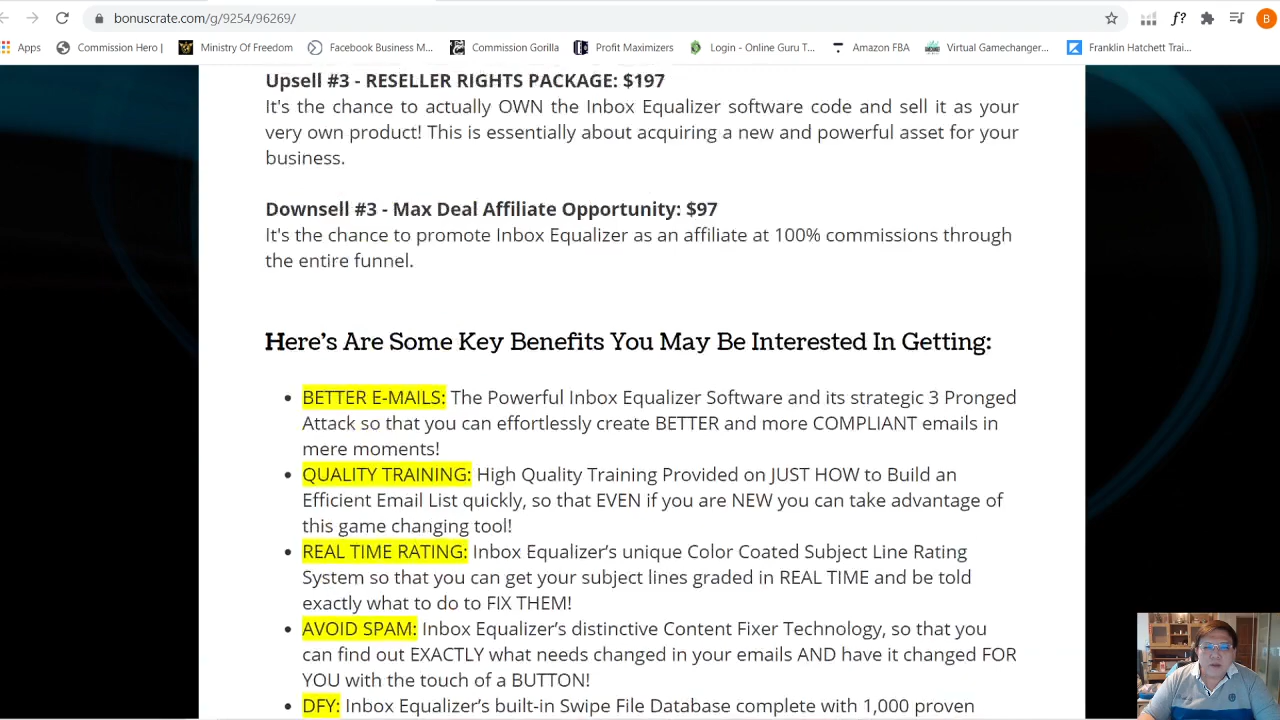 bonuscrate.com/g/9254/96269/
f?
B
Apps
Commission Hero |
Ministry Of Freedom
Facebook Business M...
Commission Gorilla
Profit Maximizers
Login - Online Guru T...
Amazon FBA
Virtual Gamechanger...
Franklin Hatchett Trai...
Upsell #3 - RESELLER RIGHTS PACKAGE: $197
It's the chance to actually OWN the Inbox Equalizer software code and sell it as your
very own product! This is essentially about acquiring a new and powerful asset for your
business.
Downsell #3 - Max Deal Affiliate Opportunity: $97
It's the chance to promote Inbox Equalizer as an affiliate at 100% commissions through
the entire funnel.
Here's Are Some Key Benefits You May Be Interested In Getting:
BETTER E-MAILS: The Powerful Inbox Equalizer Software and its strategic 3 Pronged
Attack so that you can effortlessly create BETTER and more COMPLIANT emails in
mere moments!
QUALITY TRAINING: High Quality Training Provided on JUST HOW to Build an
Efficient Email List quickly, so that EVEN if you are NEW you can take advantage of
this game changing tool!
REAL TIME RATING: Inbox Equalizer's unique Color Coated Subject Line Rating
System so that you can get your subject lines graded in REAL TIME and be told
exactly what to do to FIX THEM!
AVOID SPAM: Inbox Equalizer's distinctive Content Fixer Technology, so that you
can find out EXACTLY what needs changed in your emails AND have it changed FOR
YOU with the touch of a BUTTON!
DFY: Inbox Equalizer's built-in Swipe File Database complete with 1,000 proven